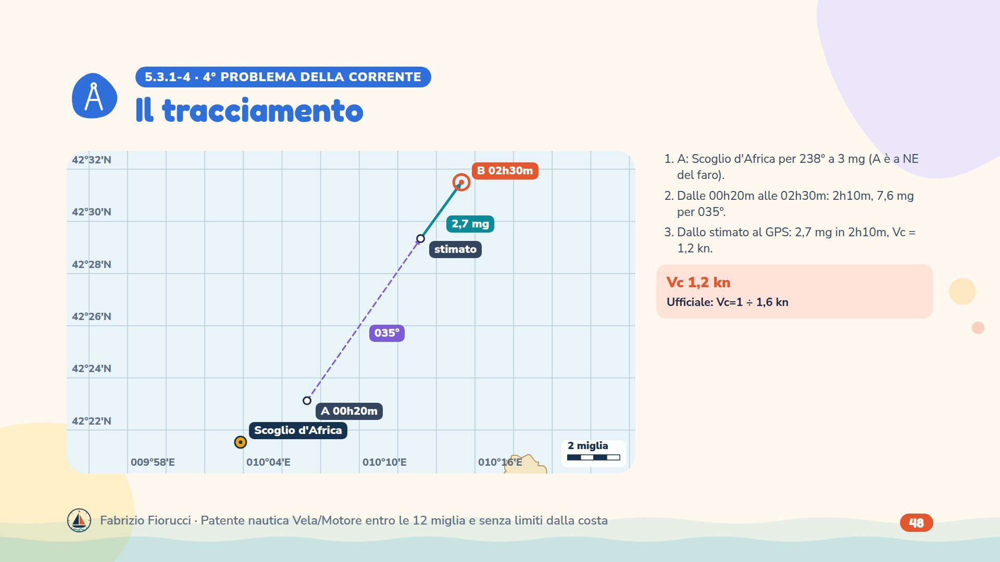 5.3.1-4 · 4° PROBLEMA DELLA CORRENTE
Il tracciamento
42°32'N
42°30'N
42°28'N
42°26'N
42°24'N
42°22'N
B 02h30m
2,7 mg
stimato
035°
A 00h20m
Scoglio d'Africa
009°58'E
010°04'E
010°10'E
010°16'E
2 miglia
1. A: Scoglio d'Africa per 238° a 3 mg (A è a NE
del faro).
2. Dalle 00h20m alle 02h30m: 2h10m, 7,6 mg
per 035°.
3. Dallo stimato al GPS: 2,7 mg in 2h10m, Vc =
1,2 kn.
Vc 1,2 kn
Ufficiale: Vc=1 ÷ 1,6 kn
Fabrizio Fiorucci · Patente nautica Vela/Motore entro le 12 miglia e senza limiti dalla costa
48